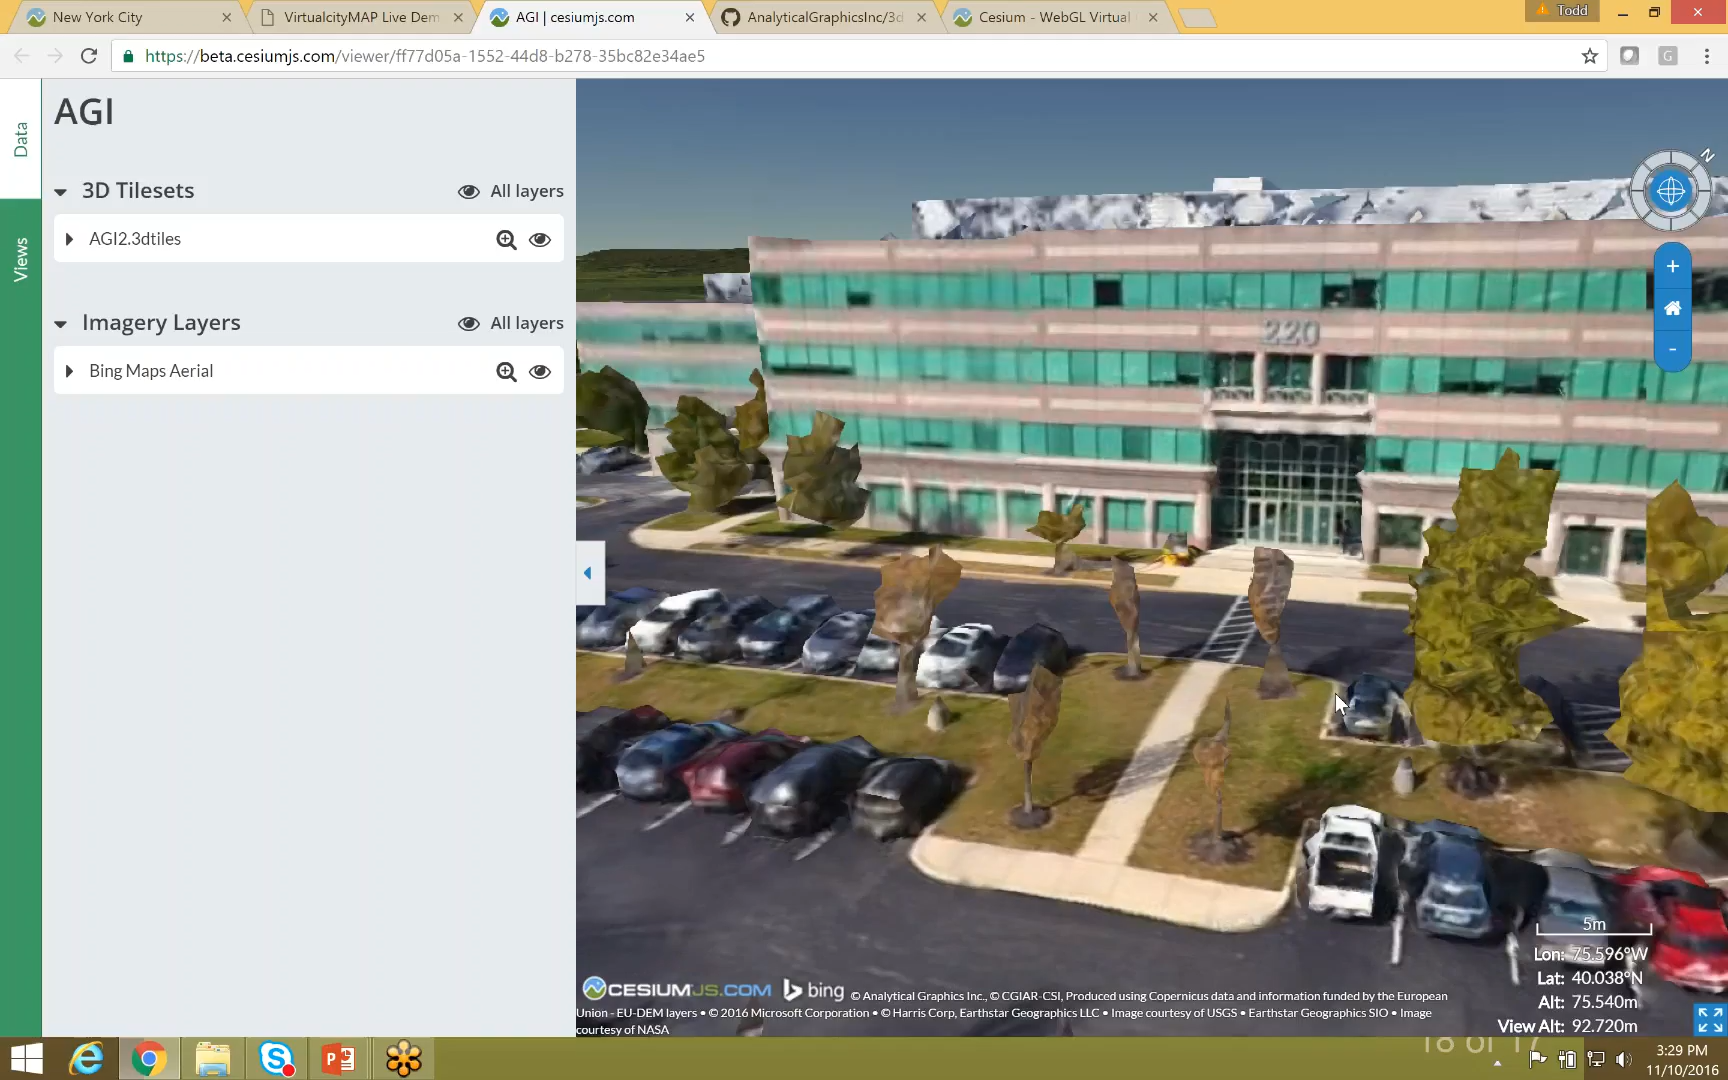 New York City
VirtualcityMAP Live Dem
AGI | cesiumjs.com
AnalyticalGraphicsInc/3d
Cesium - WebGL Virtual
Todd
https://beta.cesiumjs.com/viewer/ff77d05a-1552-44d8-b278-35bc82e34ae5
G
Data
Views
AGI
3D Tilesets
All layers
AGI2.3dtiles
Imagery Layers
All layers
Bing Maps Aerial
N
220
5m
Lon: 75.596°W
Lat: 40.038°N
Alt: 75.540m
View Alt: 92.720m
CESIUMJS.COM bing © Analytical Graphics Inc., © CGIAR-CSI, Produced using Copernicus data and information funded by the European
Union - EU-DEM layers • © 2016 Microsoft Corporation • © Harris Corp, Earthstar Geographics LLC • Image courtesy of USGS • Earthstar Geographics SIO • Image
courtesy of NASA
18 of 17
3:29 PM
11/10/2016